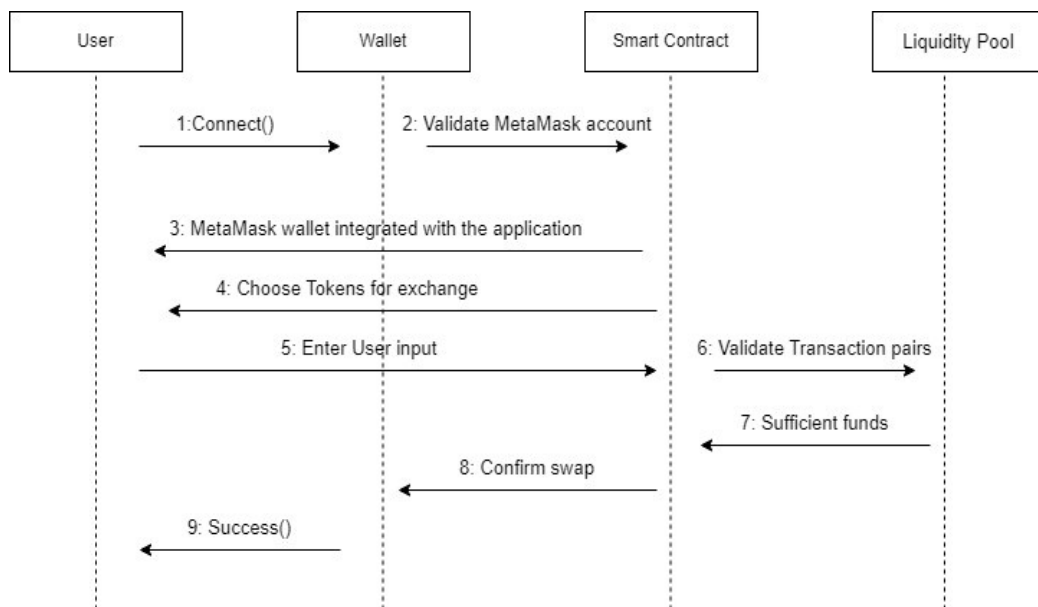 User
Wallet
Smart Contract
Liquidity Pool
1:Connect()
2: Validate MetaMask account
3: MetaMask wallet integrated with the application
4: Choose Tokens for exchange
5: Enter User input
6: Validate Transaction pairs
7: Sufficient funds
8: Confirm swap
9: Success()